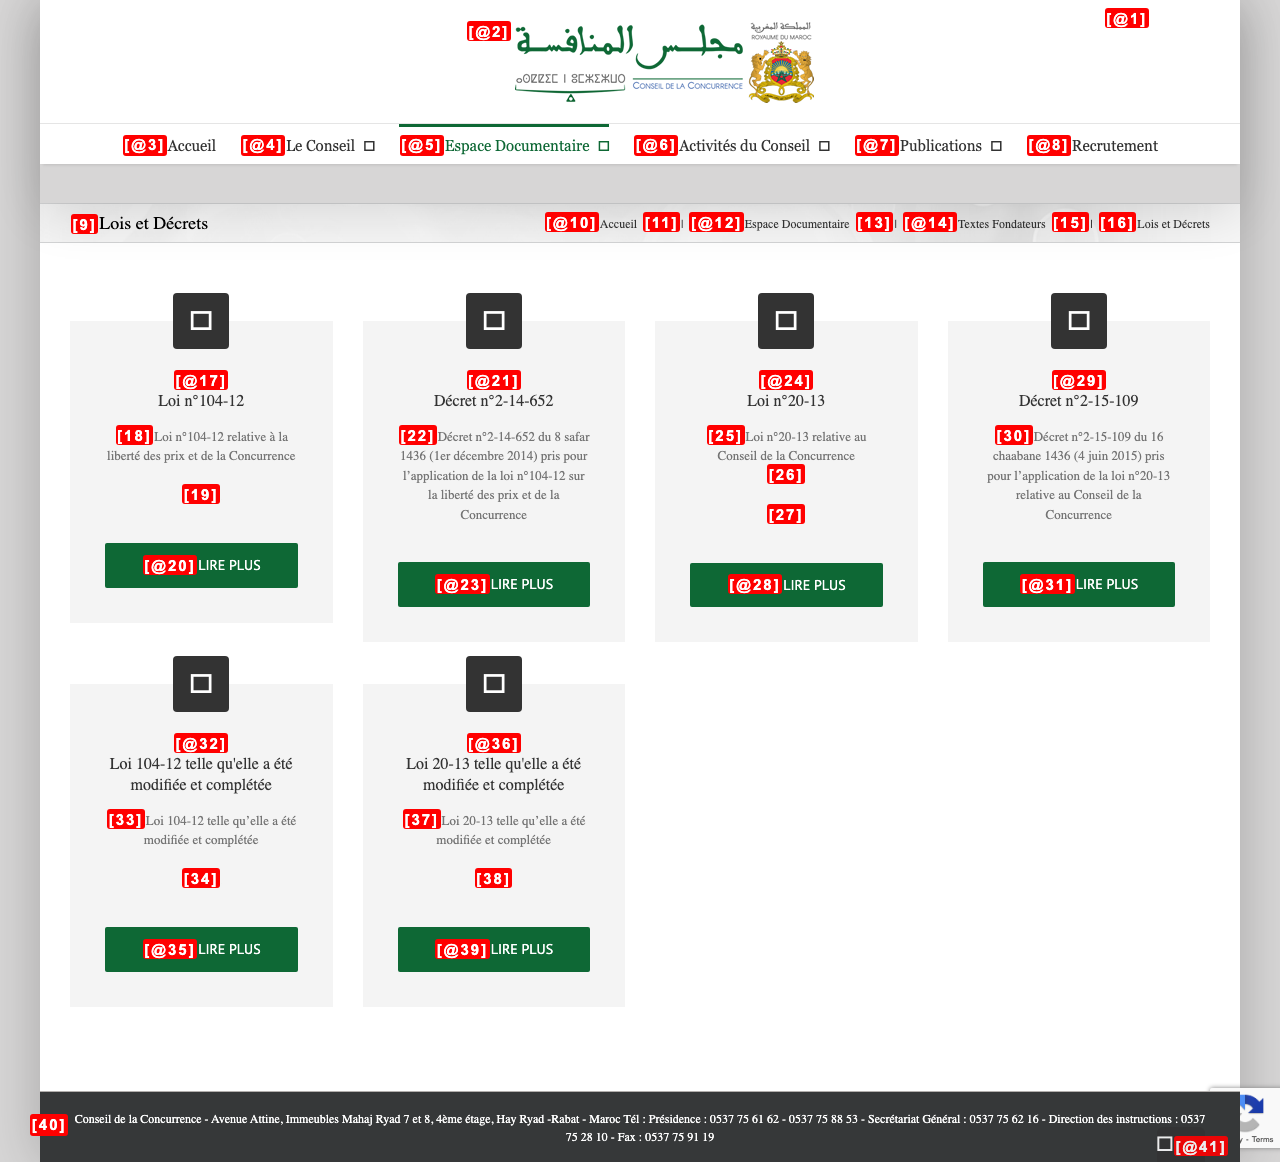 [@1]
المملكة المغربية
ROYAUME DU MAROC
[@2] مجلس المنافسة
CONSEIL DE LA CONCURRENCE
[@3] Accueil [@4] Le Conseil [@5] Espace Documentaire [@6] Activités du Conseil [@7] Publications [@8] Recrutement
[9] Lois et Décrets
[@10] Accueil [11] | [@12] Espace Documentaire [13] | [@14] Textes Fondateurs [15] | [16] Lois et Décrets
[@17]
Loi n°104-12
[18] Loi n°104-12 relative à la
liberté des prix et de la Concurrence
[19]
[@20] LIRE PLUS
[@21]
Décret n°2-14-652
[22] Décret n°2-14-652 du 8 safar
1436 (1er décembre 2014) pris pour
l’application de la loi n°104-12 sur
la liberté des prix et de la
Concurrence
[@23] LIRE PLUS
[@24]
Loi n°20-13
[25] Loi n°20-13 relative au
Conseil de la Concurrence
[26]
[27]
[@28] LIRE PLUS
[@29]
Décret n°2-15-109
[30] Décret n°2-15-109 du 16
chaabane 1436 (4 juin 2015) pris
pour l’application de la loi n°20-13
relative au Conseil de la
Concurrence
[@31] LIRE PLUS
[@32]
Loi 104-12 telle qu'elle a été
modifiée et complétée
[33] Loi 104-12 telle qu’elle a été
modifiée et complétée
[34]
[@35] LIRE PLUS
[@36]
Loi 20-13 telle qu'elle a été
modifiée et complétée
[37] Loi 20-13 telle qu’elle a été
modifiée et complétée
[38]
[@39] LIRE PLUS
[40] Conseil de la Concurrence - Avenue Attine, Immeubles Mahaj Ryad 7 et 8, 4ème étage, Hay Ryad -Rabat - Maroc Tél : Présidence : 0537 75 61 62 - 0537 75 88 53 - Secrétariat Général : 0537 75 62 16 - Direction des instructions : 0537
75 28 10 - Fax : 0537 75 91 19
- Terms
[@41]